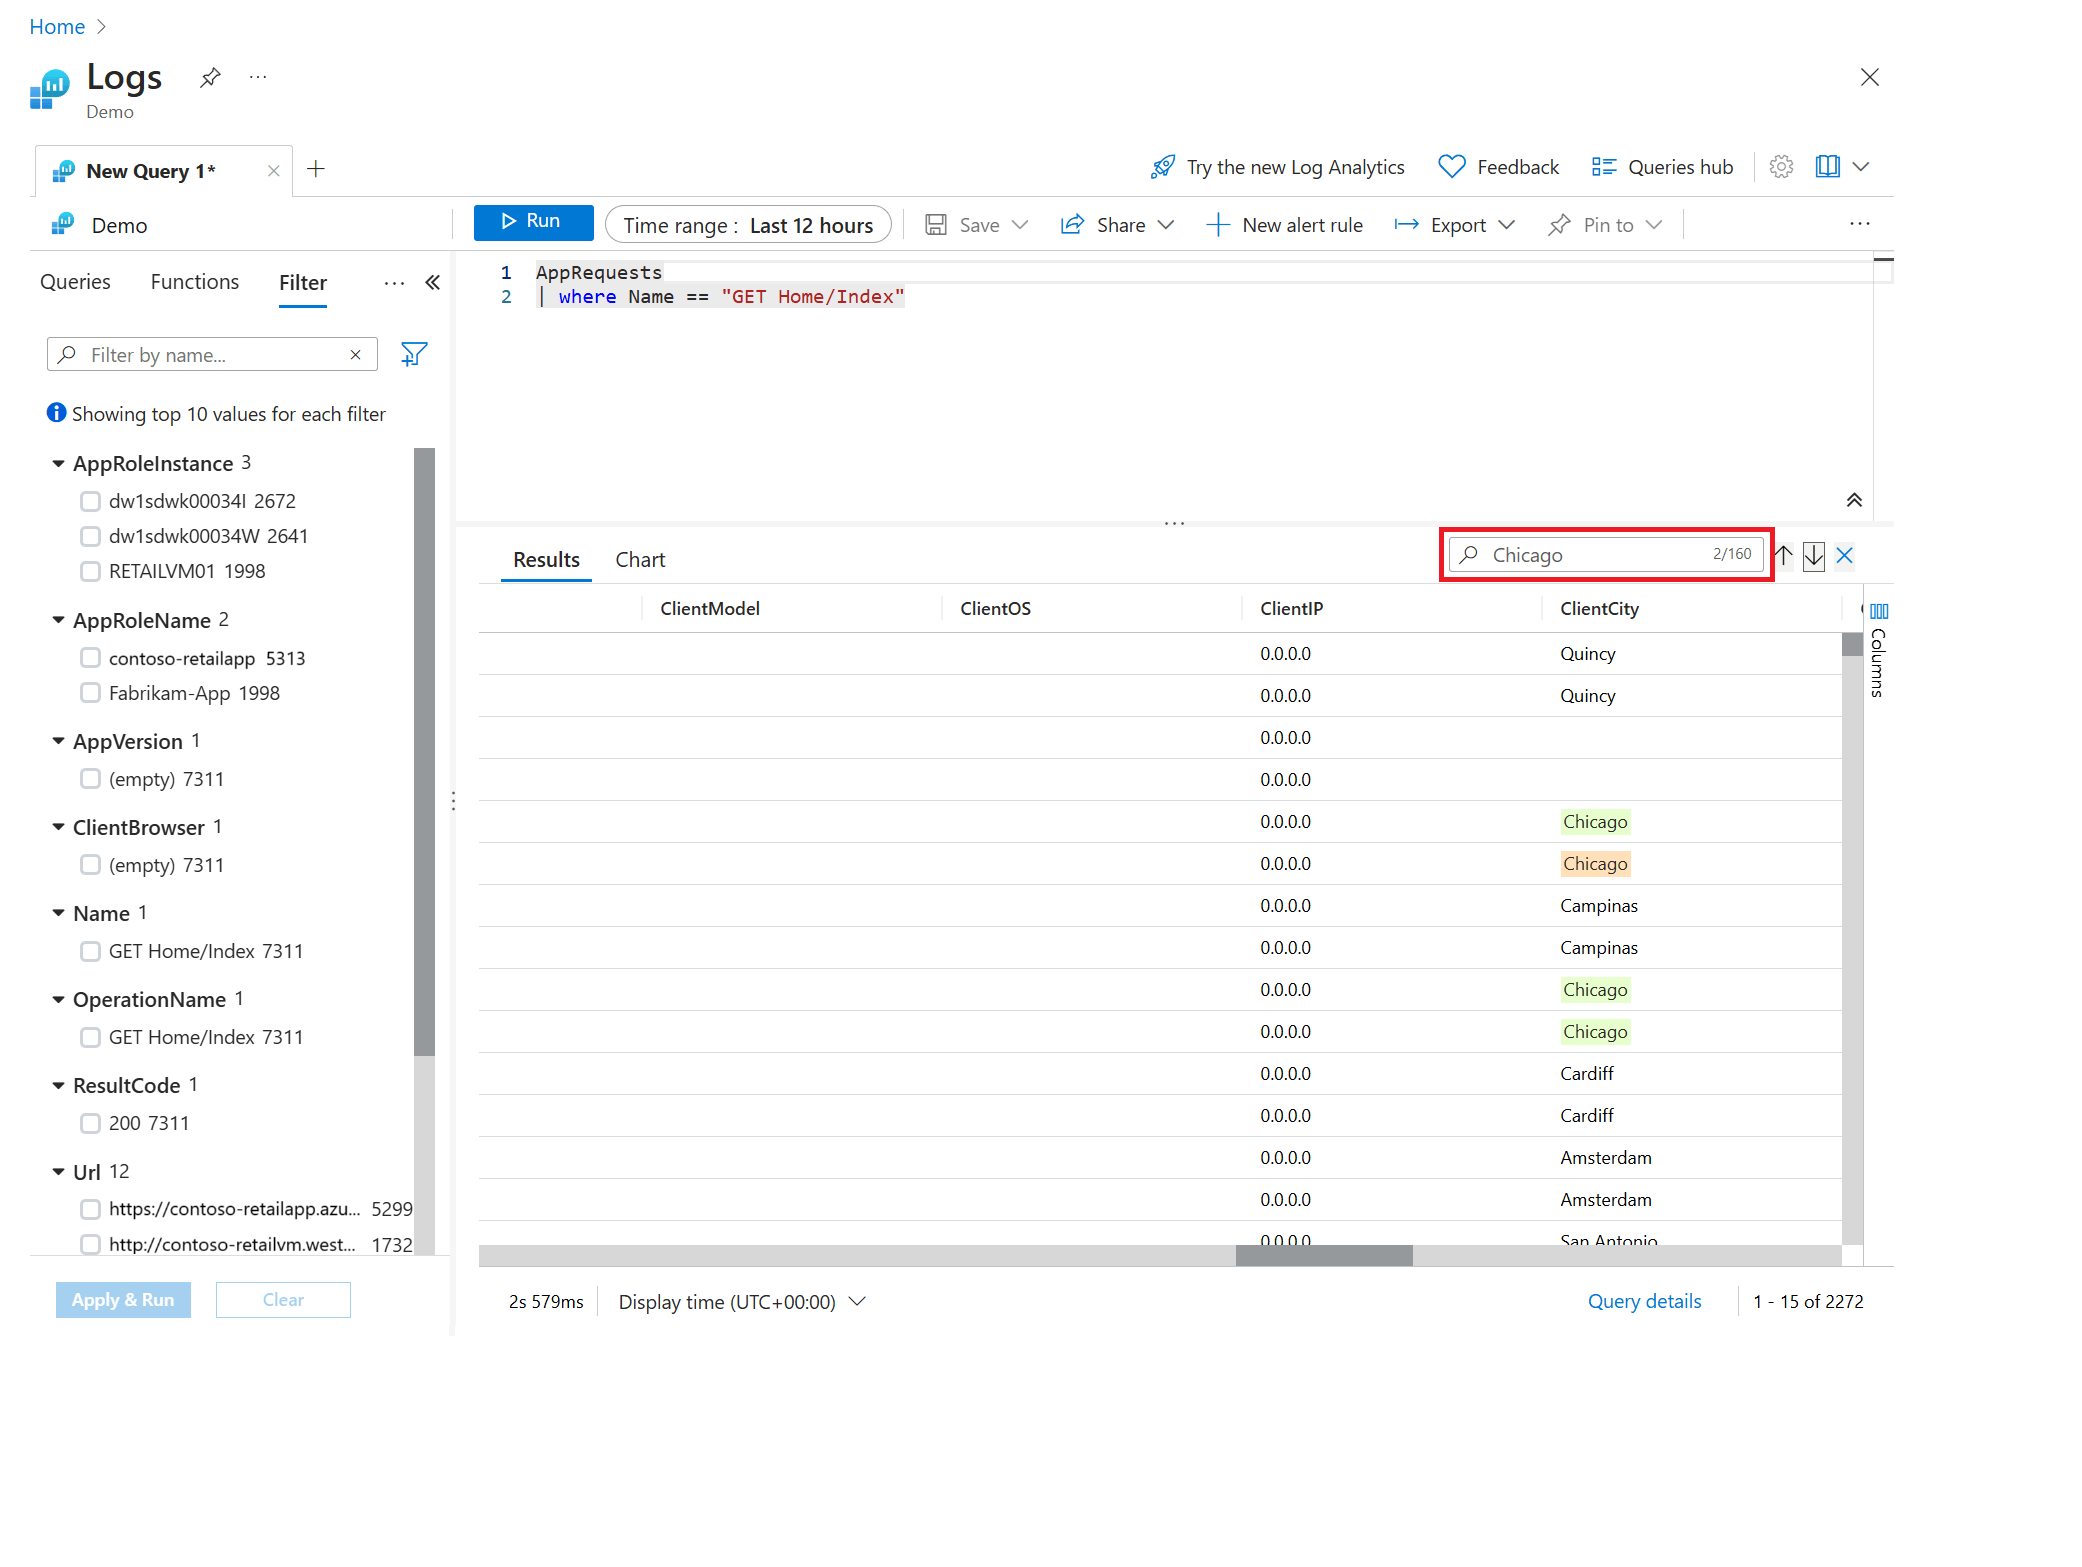 Home
Logs
Demo
New Query 1*
Try the new Log Analytics
Feedback
Queries hub
Demo
Run
Time range : Last 12 hours
Save
Share
New alert rule
Export
Pin to
Queries
Functions
Filter
1 AppRequests
2 | where Name == "GET Home/Index"
Filter by name...
Showing top 10 values for each filter
AppRoleInstance 3
dw1sdwk00034I 2672
dw1sdwk00034W 2641
RETAILVM01 1998
AppRoleName 2
contoso-retailapp 5313
Fabrikam-App 1998
AppVersion 1
(empty) 7311
ClientBrowser 1
(empty) 7311
Name 1
GET Home/Index 7311
OperationName 1
GET Home/Index 7311
ResultCode 1
200 7311
Url 12
https://contoso-retailapp.azu... 5299
http://contoso-retailvm.west... 1732
Apply & Run
Clear
Results
Chart
Chicago 2/160
ClientModel ClientOS ClientIP ClientCity
Columns
0.0.0.0 Quincy
0.0.0.0 Quincy
0.0.0.0
0.0.0.0
0.0.0.0 Chicago
0.0.0.0 Chicago
0.0.0.0 Campinas
0.0.0.0 Campinas
0.0.0.0 Chicago
0.0.0.0 Chicago
0.0.0.0 Cardiff
0.0.0.0 Cardiff
0.0.0.0 Amsterdam
0.0.0.0 Amsterdam
0.0.0.0 San Antonio
2s 579ms
Display time (UTC+00:00)
Query details
1 - 15 of 2272